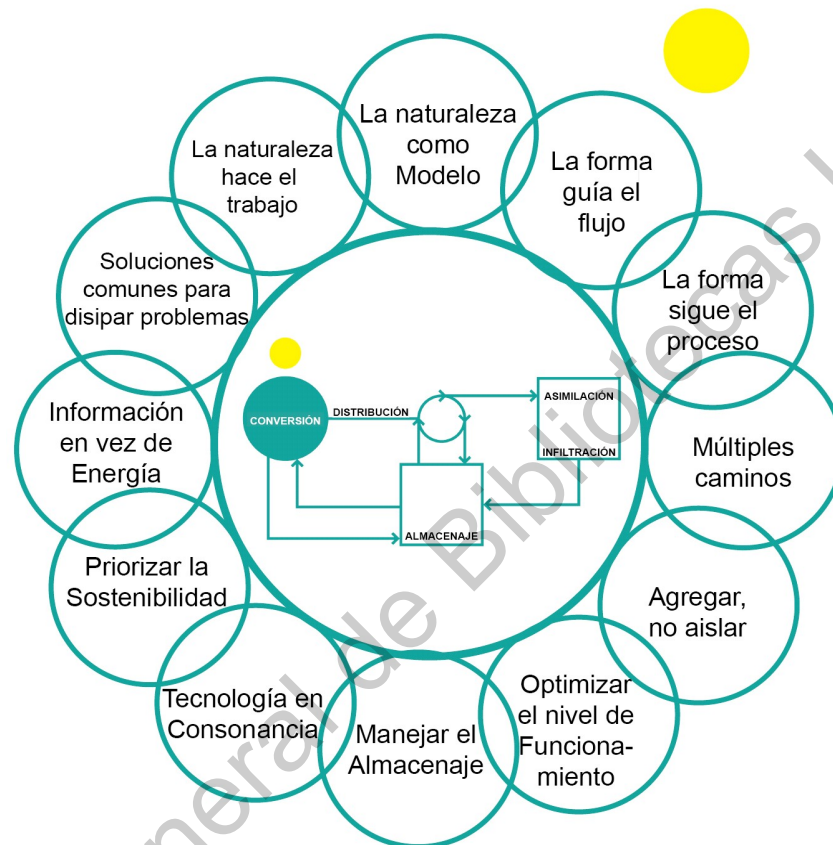 La naturaleza
como
Modelo
La forma
guía el
flujo
La forma
sigue el
proceso
Múltiples
caminos
Agregar,
no aislar
Optimizar
el nivel de
Funciona-
miento
Manejar el
Almacenaje
Tecnología en
Consonancia
Priorizar la
Sostenibilidad
Información
en vez de
Energía
Soluciones
comunes para
disipar problemas
La naturaleza
hace el
trabajo
CONVERSIÓN
DISTRIBUCIÓN
ASIMILACIÓN
INFILTRACIÓN
ALMACENAJE
de Bibliotecas